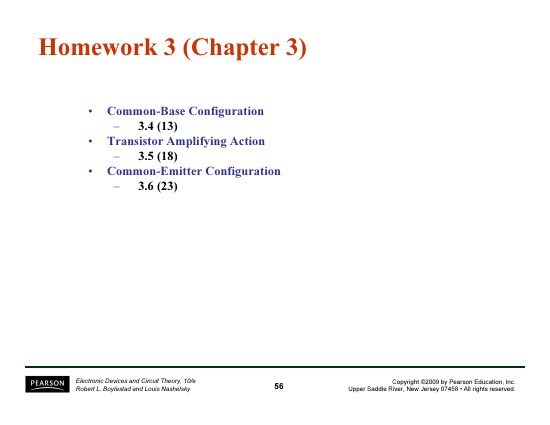 Homework 3 (Chapter 3)
• Common-Base Configuration
– 3.4 (13)
• Transistor Amplifying Action
– 3.5 (18)
• Common-Emitter Configuration
– 3.6 (23)
PEARSON
Electronic Devices and Circuit Theory, 10/e
Robert L. Boylestad and Louis Nashelsky
56
Copyright ©2009 by Pearson Education, Inc.
Upper Saddle River, New Jersey 07458 • All rights reserved.